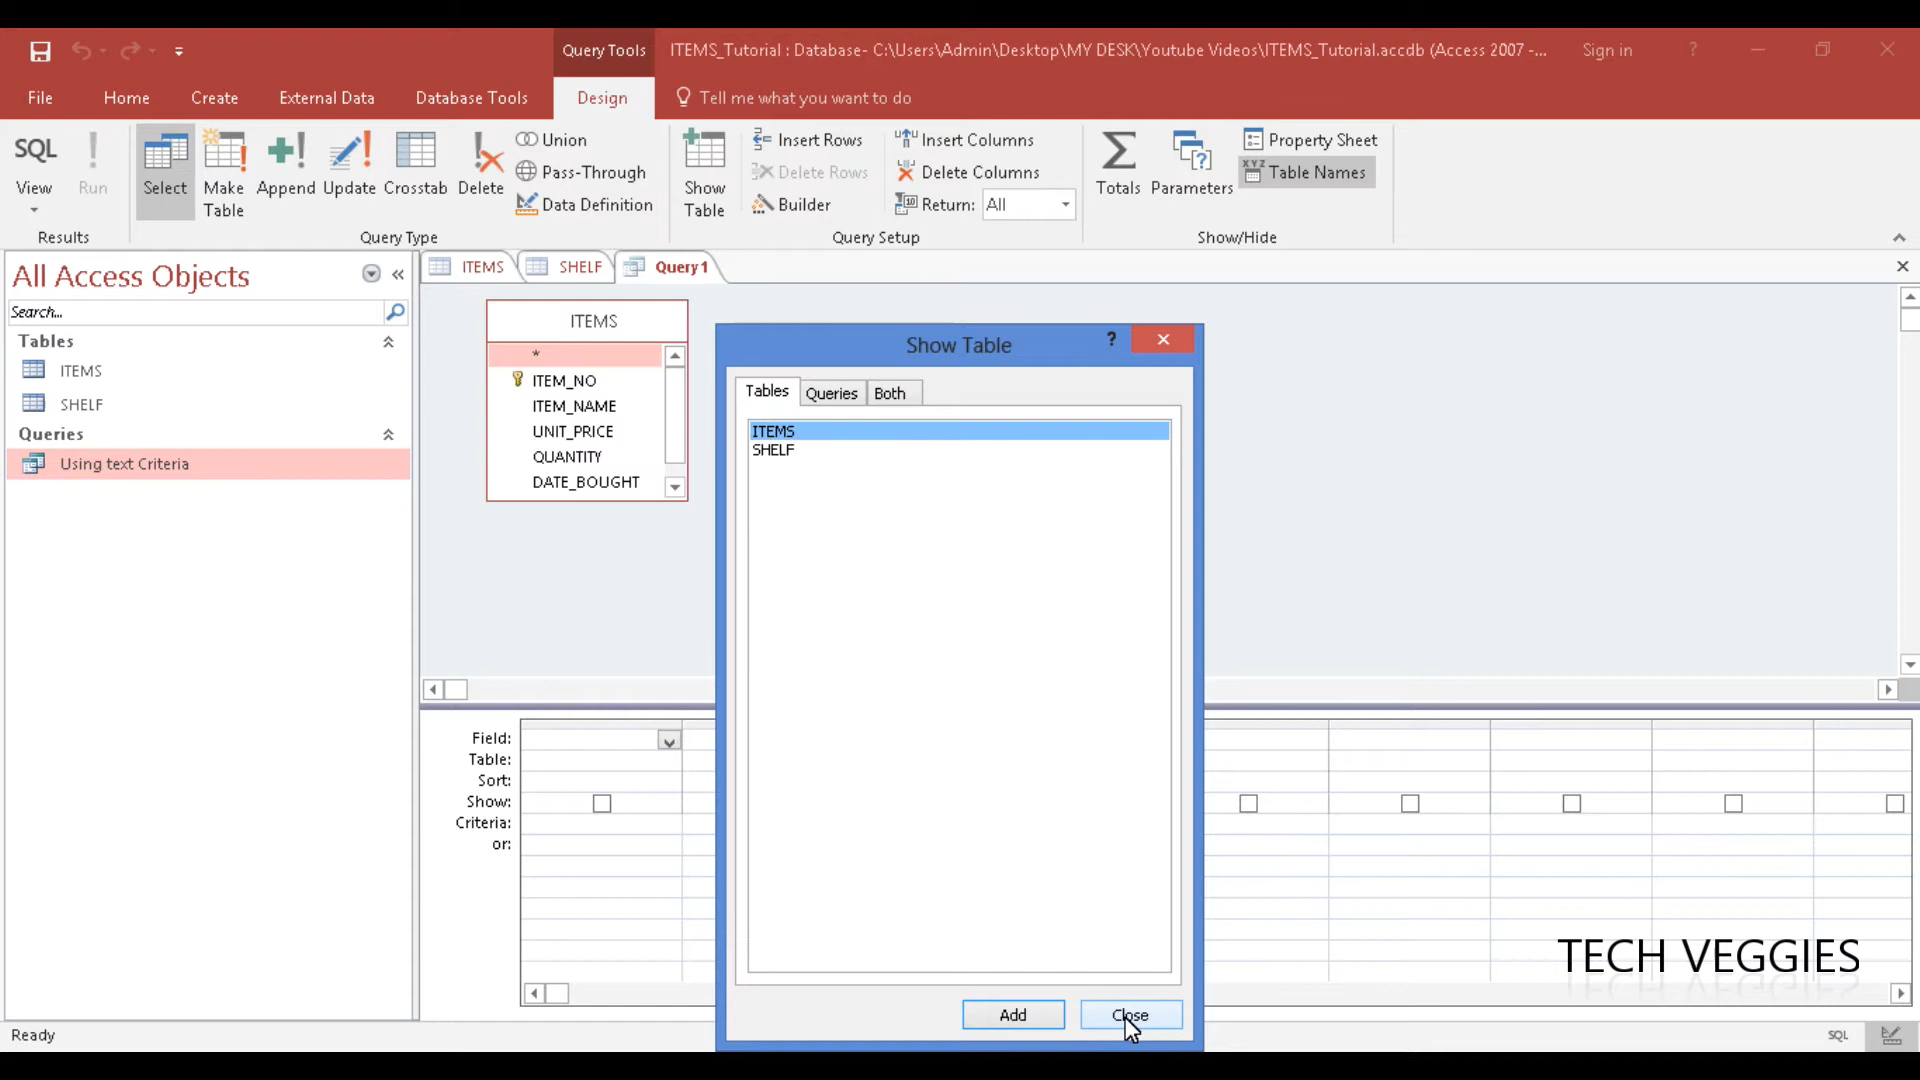 Query Tools
ITEMS_Tutorial : Database- C:\Users\Admin\Desktop\MY DESK\Youtube Videos\ITEMS_Tutorial.accdb (Access 2007 -...
Sign in
?
File
Home
Create
External Data
Database Tools
Design
Tell me what you want to do
SQL
View
Run
Results
Select
Make Table
Append
Update
Crosstab
Delete
Union
Pass-Through
Data Definition
Query Type
Show Table
Insert Rows
Delete Rows
Builder
Insert Columns
Delete Columns
Return: All
Query Setup
Totals
Parameters
Property Sheet
XYZ
Table Names
Show/Hide
All Access Objects
Search...
Tables
ITEMS
SHELF
Queries
Using text Criteria
ITEMS
SHELF
Query1
ITEMS
*
ITEM_NO
ITEM_NAME
UNIT_PRICE
QUANTITY
DATE_BOUGHT
Show Table
?
Tables
Queries
Both
ITEMS
SHELF
Add
Close
Field:
Table:
Sort:
Show:
Criteria:
or:
TECH VEGGIES
Ready
SQL